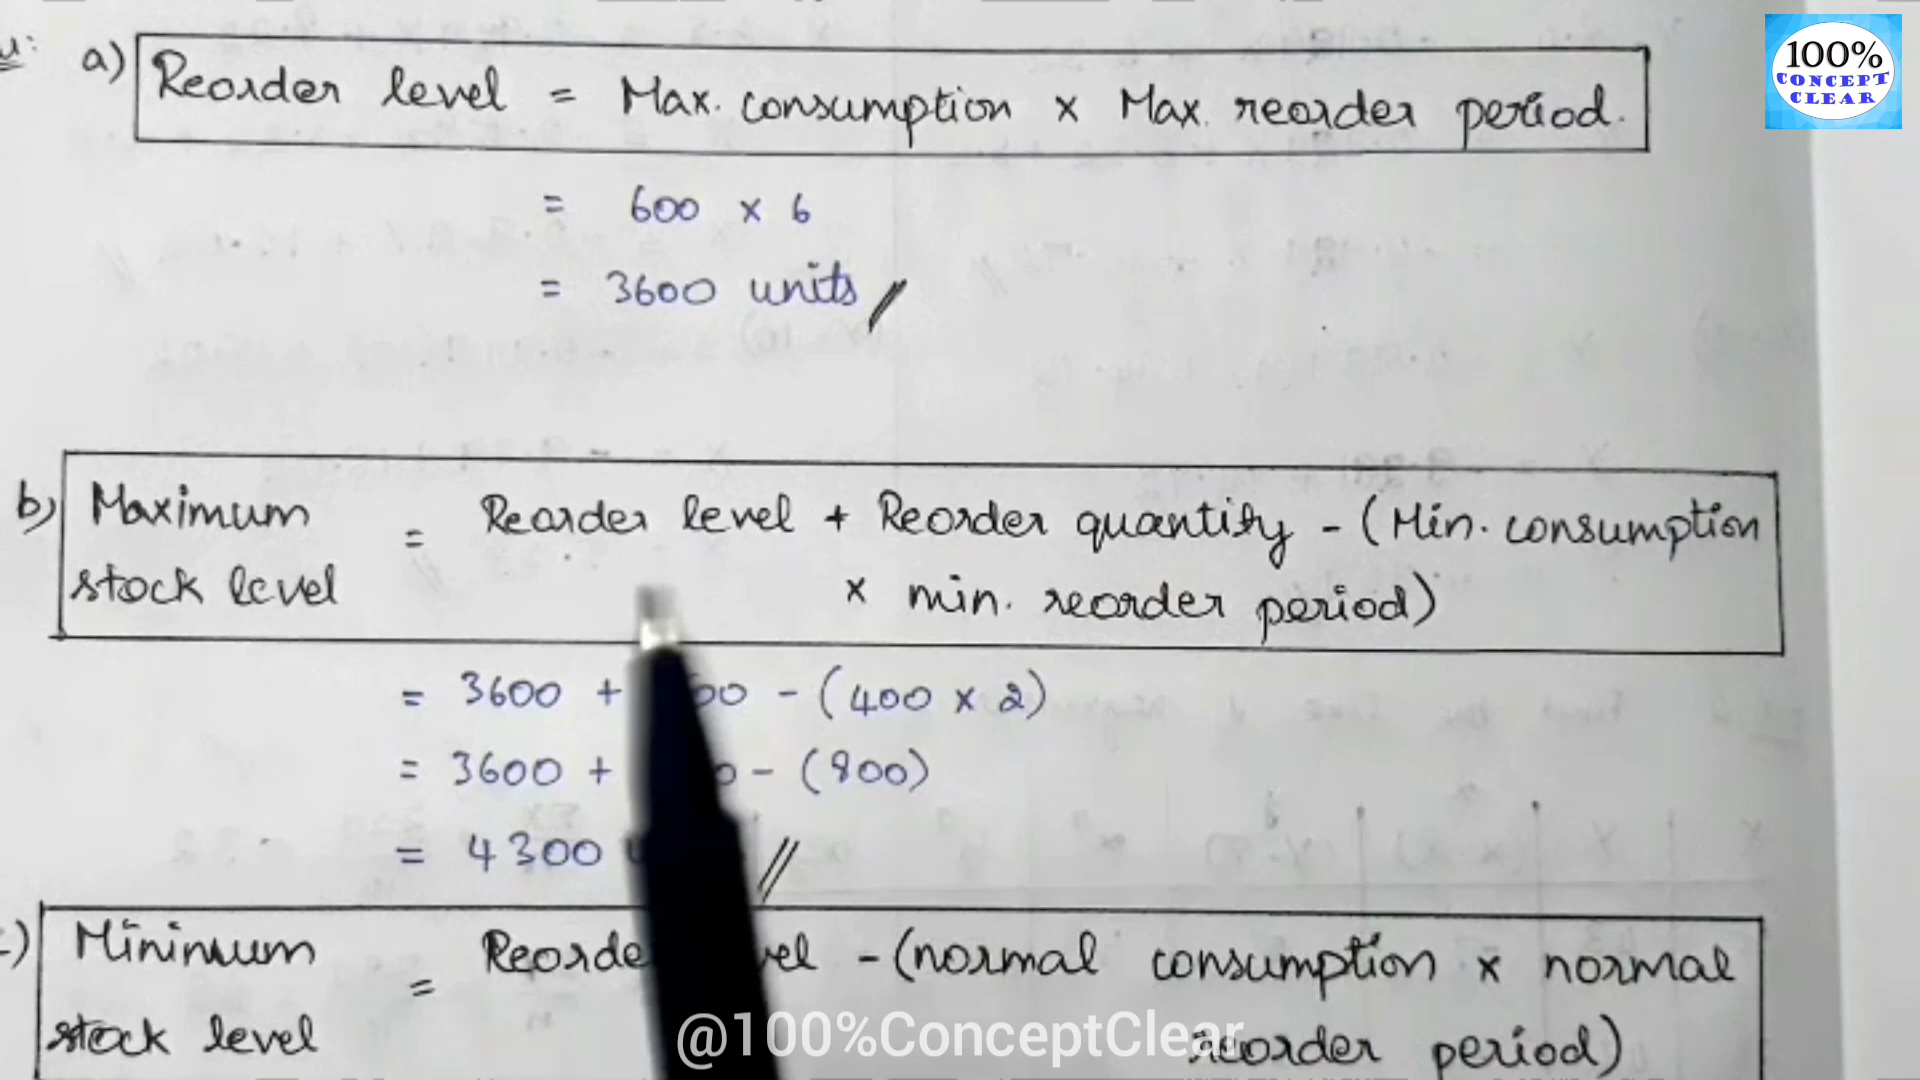 100%
CONCEPT
CLEAR
a) Reorder level = Max. consumption x Max. reorder period.
= 600 x 6
= 3600 units
b) Maximum stock level = Reorder level + Reorder quantity - (Min. consumption
x min. reorder period)
= 3600 + - (400 x 2)
= 3600 + - (800)
= 4300
Minimum stock level = - (normal consumption x normal
reorder period)
@100%ConceptClear